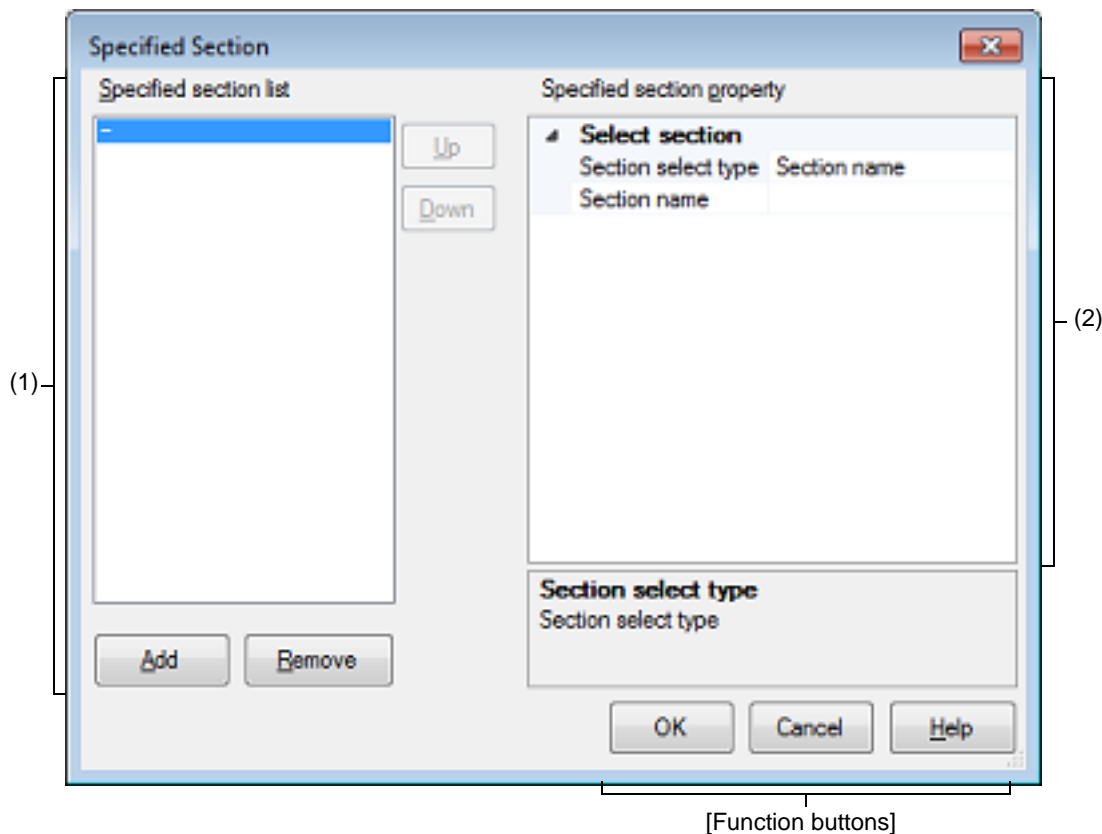 Specified Section
Specified section list
Specified section property
–
Up
Down
Select section
Section select type Section name
Section name
(1)
(2)
Section select type
Section select type
Add Remove
OK Cancel Help
[Function buttons]